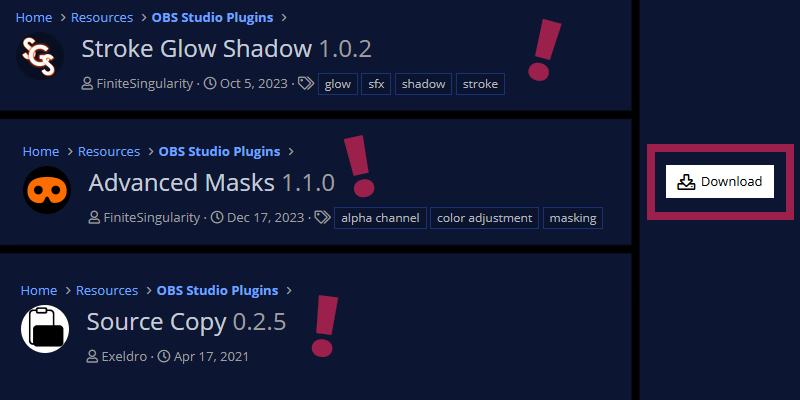 Home > Resources > OBS Studio Plugins >
SGS
Stroke Glow Shadow 1.0.2
FiniteSingularity · Oct 5, 2023 · glow sfx shadow stroke
!
Home > Resources > OBS Studio Plugins >
Advanced Masks 1.1.0
FiniteSingularity · Dec 17, 2023 · alpha channel color adjustment masking
!
Download
Home > Resources > OBS Studio Plugins >
Source Copy 0.2.5
Exeldro · Apr 17, 2021
!